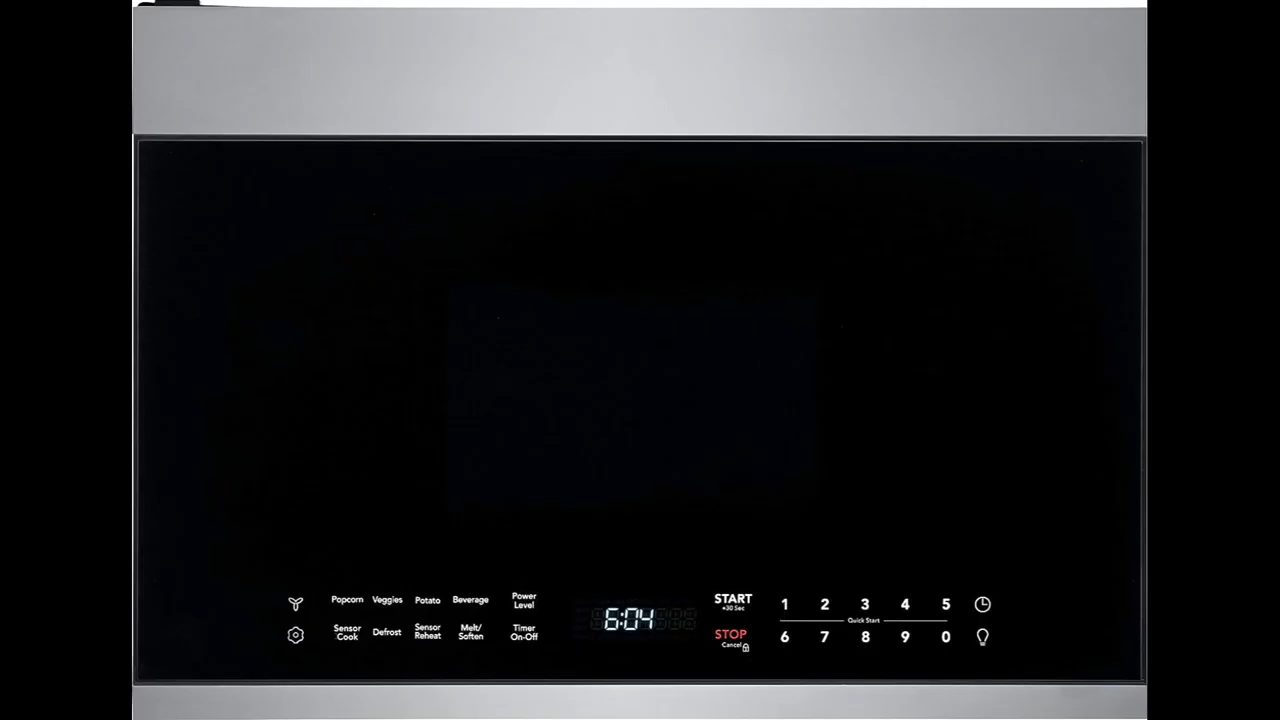 Popcorn Veggies Potato Beverage Power Level
Sensor Cook Defrost Sensor Reheat Melt/ Soften Timer On-Off
6:04
START
+30 Sec
STOP
Cancel
1 2 3 4 5
Quick Start
6 7 8 9 0